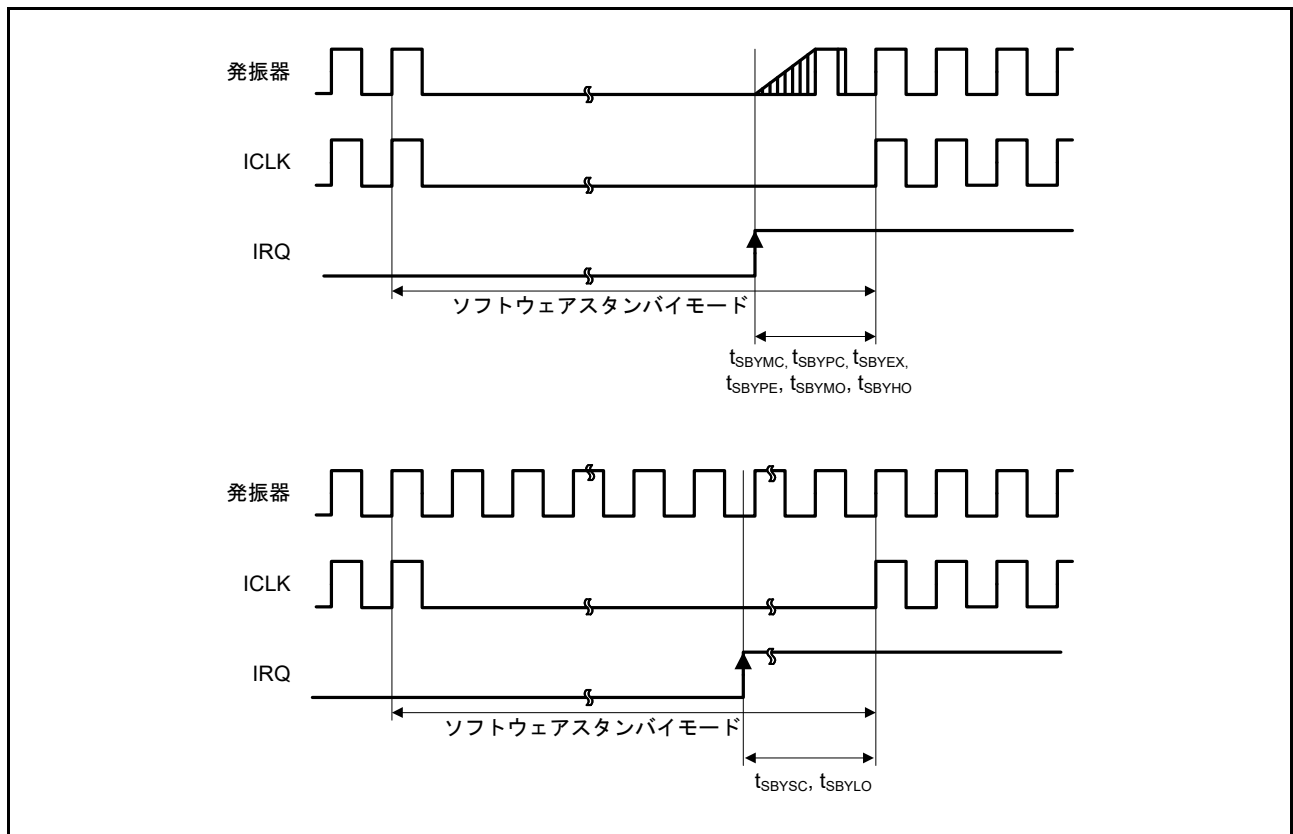 発振器
ICLK
IRQ
ソフトウェアスタンバイモード
tSBYMC, tSBYPC, tSBYEX,
tSBYPE, tSBYMO, tSBYHO
発振器
ICLK
IRQ
ソフトウェアスタンバイモード
tSBYSC, tSBYLO